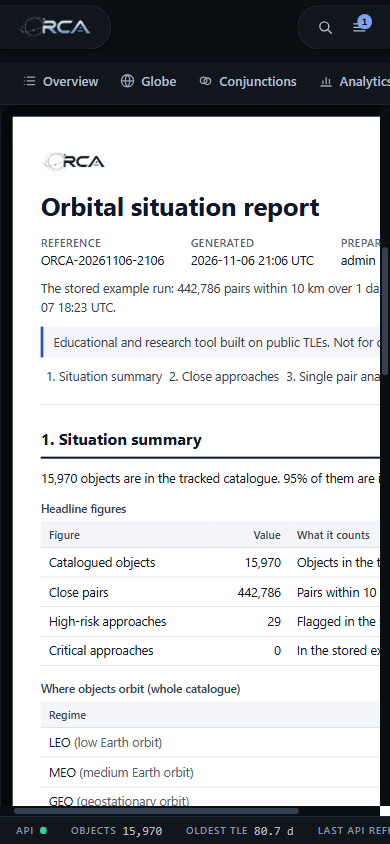 ORCA
1
Overview Globe Conjunctions Analytics
ORCA
Orbital situation report
REFERENCE GENERATED PREPAR
ORCA-20261106-2106 2026-11-06 21:06 UTC admin
The stored example run: 442,786 pairs within 10 km over 1 da
07 18:23 UTC.
Educational and research tool built on public TLEs. Not for
1. Situation summary 2. Close approaches 3. Single pair ana
1. Situation summary
15,970 objects are in the tracked catalogue. 95% of them are i
Headline figures
Figure Value What it counts
Catalogued objects 15,970 Objects in the t
Close pairs 442,786 Pairs within 10
High-risk approaches 29 Flagged in the
Critical approaches 0 In the stored ex
Where objects orbit (whole catalogue)
Regime
LEO (low Earth orbit)
MEO (medium Earth orbit)
GEO (geostationary orbit)
API OBJECTS 15,970 OLDEST TLE 80.7 d LAST API REF